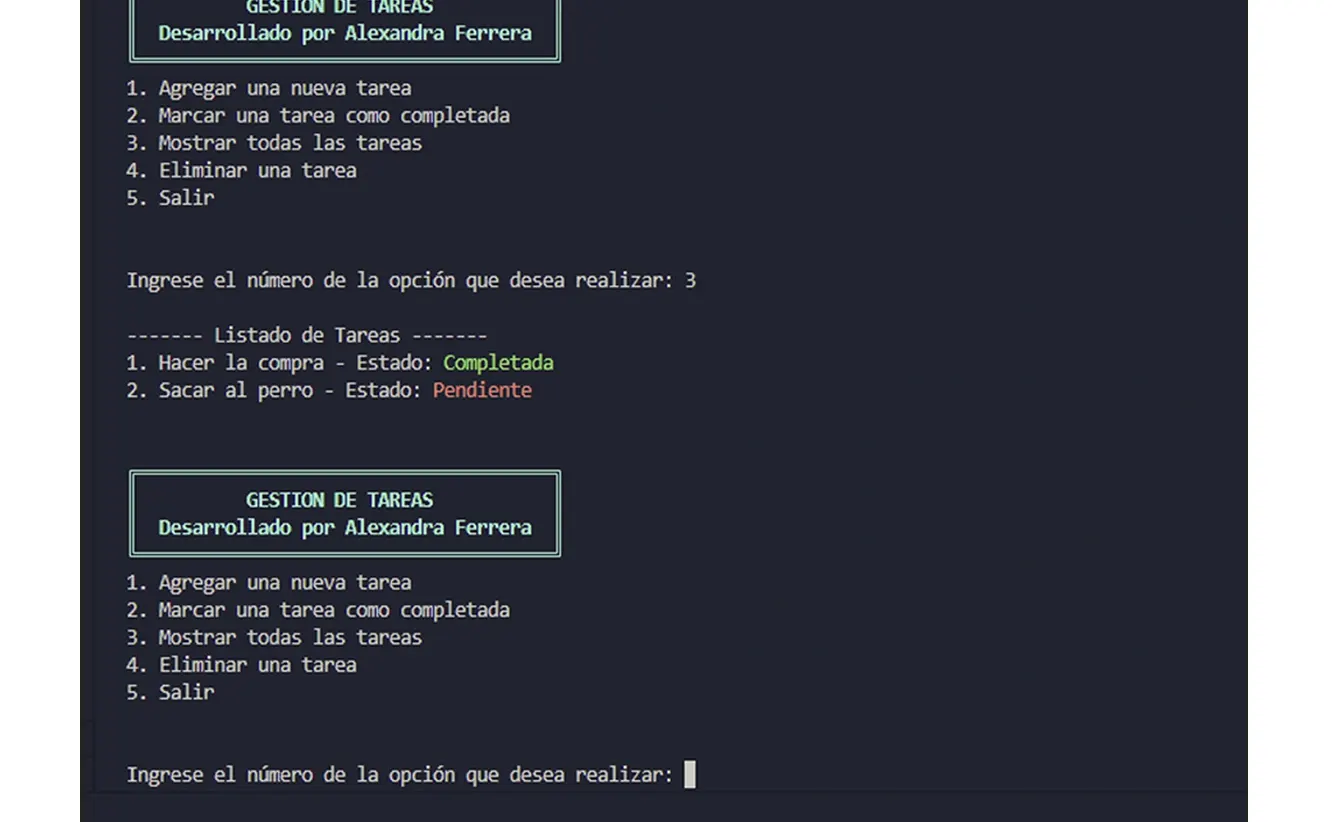 GESTION DE TAREAS
Desarrollado por Alexandra Ferrera
1. Agregar una nueva tarea
2. Marcar una tarea como completada
3. Mostrar todas las tareas
4. Eliminar una tarea
5. Salir
Ingrese el número de la opción que desea realizar: 3
------- Listado de Tareas -------
1. Hacer la compra - Estado: Completada
2. Sacar al perro - Estado: Pendiente
GESTION DE TAREAS
Desarrollado por Alexandra Ferrera
1. Agregar una nueva tarea
2. Marcar una tarea como completada
3. Mostrar todas las tareas
4. Eliminar una tarea
5. Salir
Ingrese el número de la opción que desea realizar: